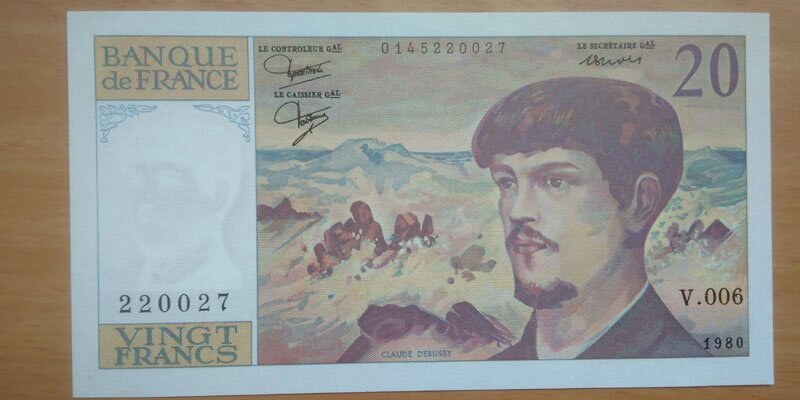 BANQUE
de FRANCE
LE CONTROLEUR GAL
0145220027
LE SECRÉTAIRE GAL
20
LE CAISSIER GAL
220027
V.006
VINGT
FRANCS
CLAUDE DEBUSSY
1980